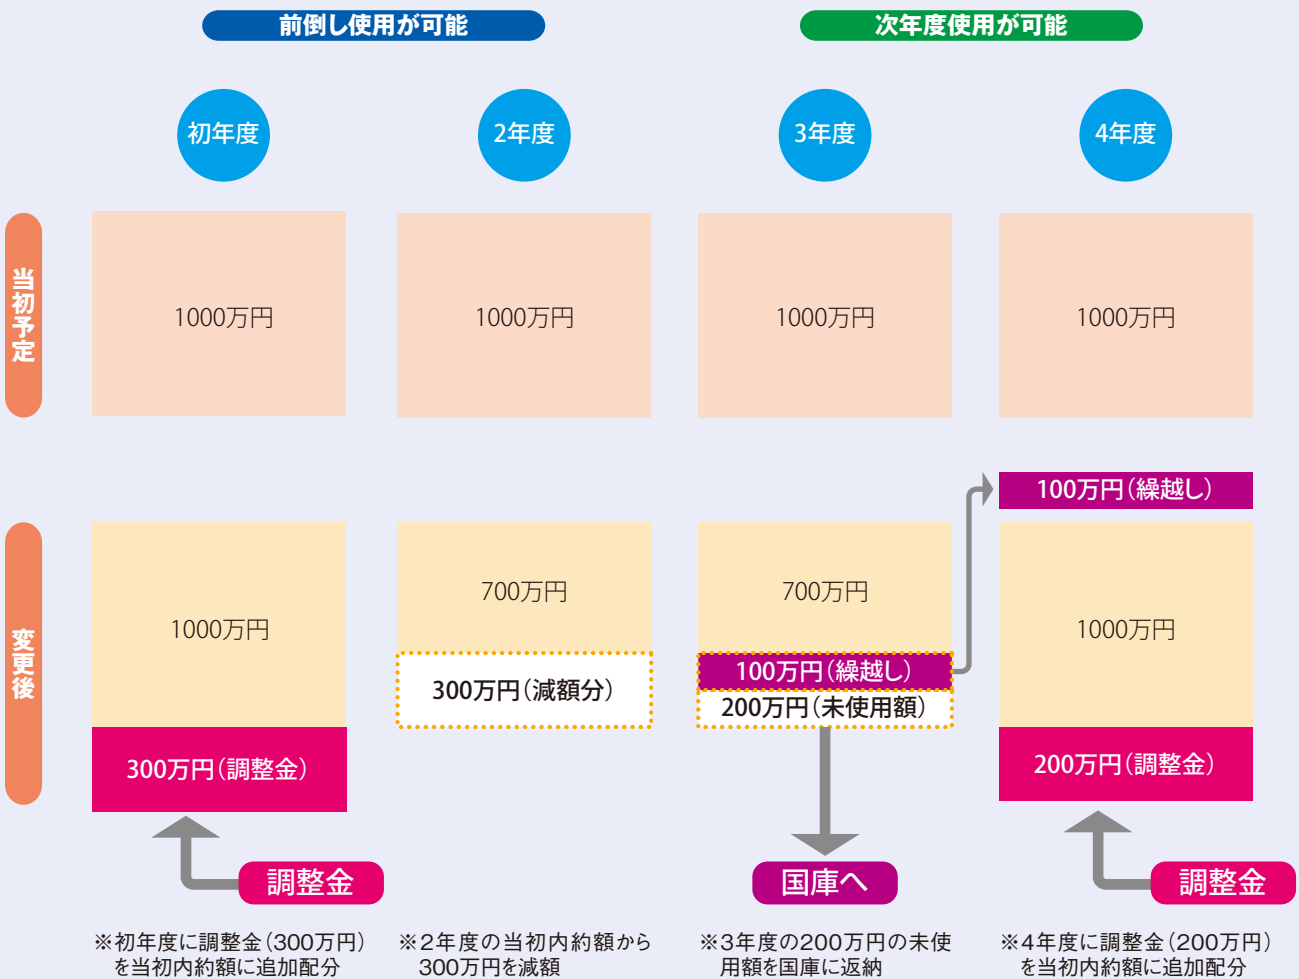 前倒し使用が可能
次年度使用が可能
初年度
2年度
3年度
4年度
当初予定
1000万円
1000万円
1000万円
1000万円
変更後
1000万円
300万円（調整金）
700万円
300万円（減額分）
700万円
100万円（繰越し）
200万円（未使用額）
100万円（繰越し）
1000万円
200万円（調整金）
調整金
国庫へ
調整金
※初年度に調整金（300万円）
を当初内約額に追加配分
※2年度の当初内約額から
300万円を減額
※3年度の200万円の未使
用額を国庫に返納
※4年度に調整金（200万円）
を当初内約額に追加配分